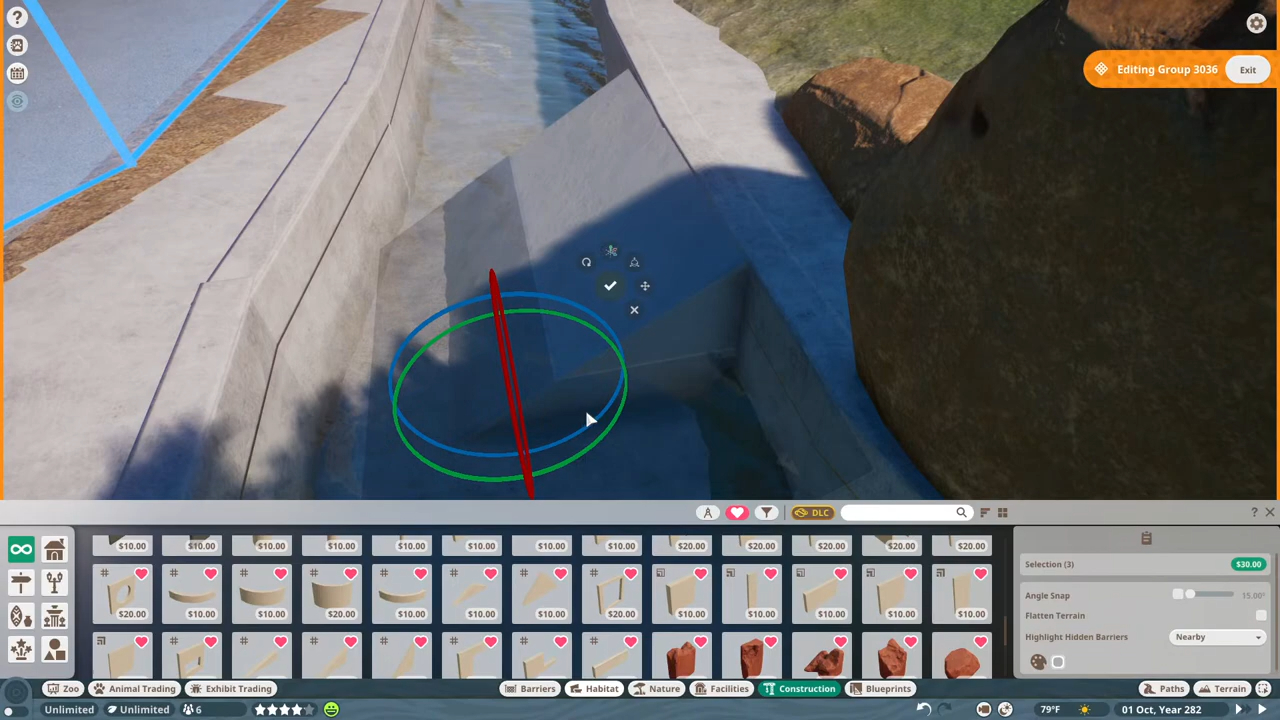 ?
Editing Group 3036
Exit
DLC
? ×
$10.00 $10.00 $10.00 $10.00 $10.00 $10.00 $10.00 $10.00 $20.00 $20.00 $20.00 $20.00 $20.00
$20.00 $10.00 $10.00 $20.00 $10.00 $10.00 $10.00 $20.00 $10.00 $10.00 $10.00 $10.00 $10.00
Selection (3) $30.00
Angle Snap 15.00°
Flatten Terrain
Highlight Hidden Barriers Nearby
Zoo Animal Trading Exhibit Trading Barriers Habitat Nature Facilities Construction Blueprints Paths Terrain
Unlimited Unlimited 6 79°F 01 Oct, Year 282